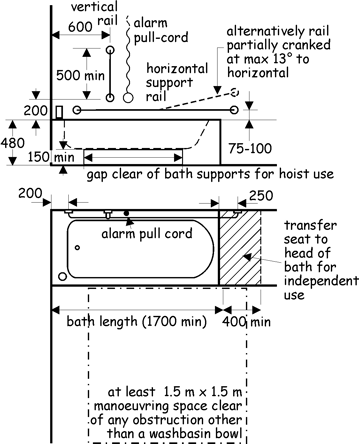 vertical
rail
alarm
pull-cord
alternatively rail
partially cranked
at max 13° to
horizontal
600
500 min
horizontal
support
rail
200
480
75-100
150 min
gap clear of bath supports for hoist use
200
250
alarm pull cord
transfer
seat to
head of
bath for
independent
use
bath length (1700 min)
400 min
at least 1.5 m x 1.5 m
manoeuvring space clear
of any obstruction other
than a washbasin bowl